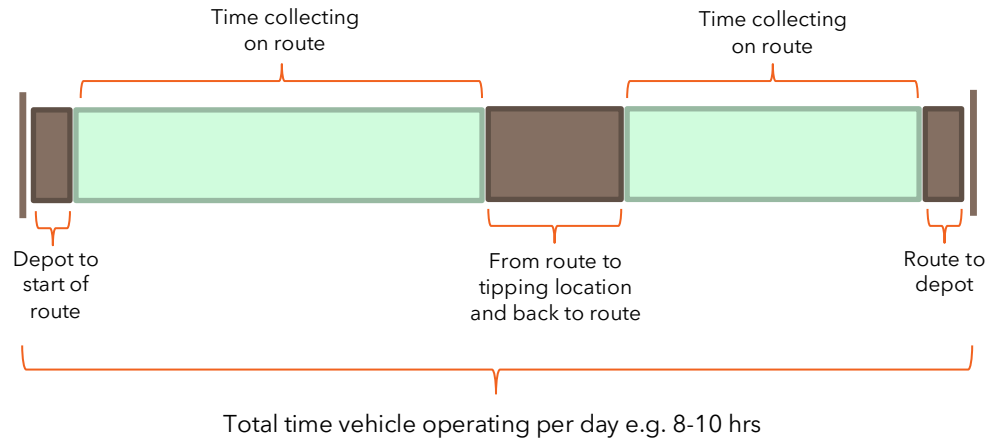 Time collecting
on route
Time collecting
on route
Depot to
start of
route
From route to
tipping location
and back to route
Route to
depot
Total time vehicle operating per day e.g. 8-10 hrs